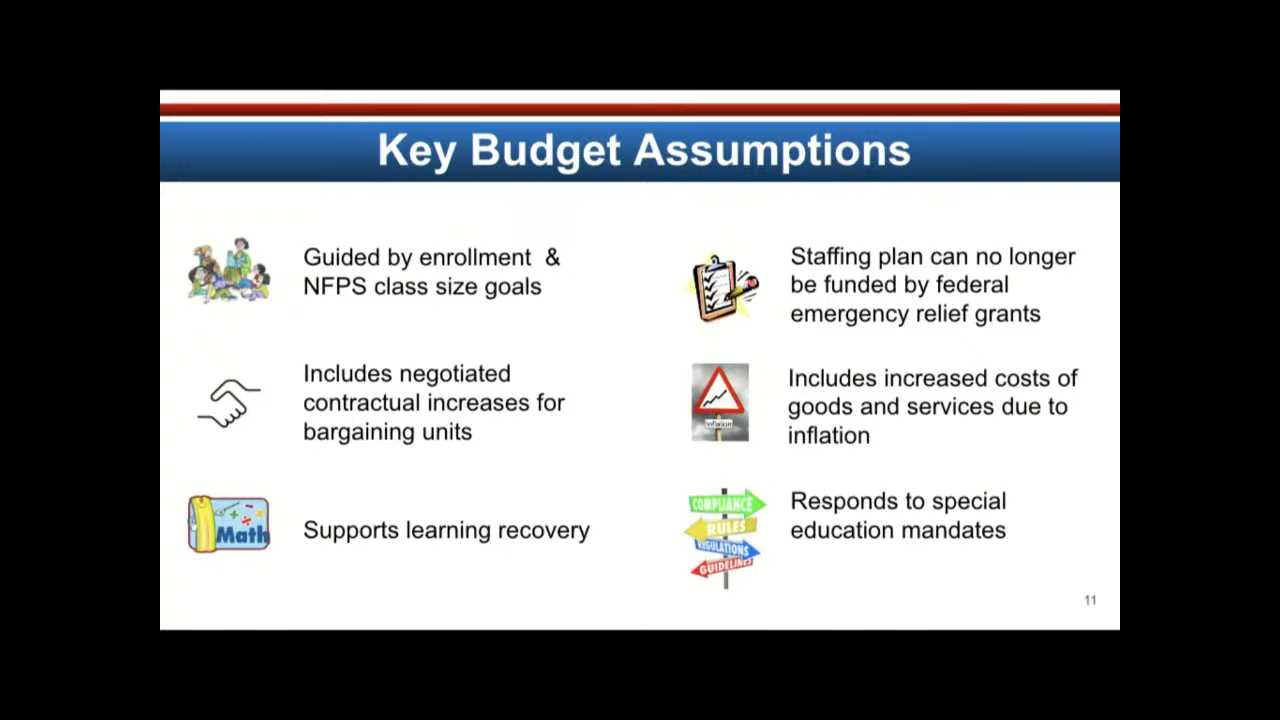 Key Budget Assumptions
Guided by enrollment &
NFPS class size goals
Includes negotiated
contractual increases for
bargaining units
Math
Supports learning recovery
Staffing plan can no longer
be funded by federal
emergency relief grants
Inflation
Includes increased costs of
goods and services due to
inflation
COMPLIANCE
RULES
REGULATIONS
GUIDELINES
Responds to special
education mandates
11